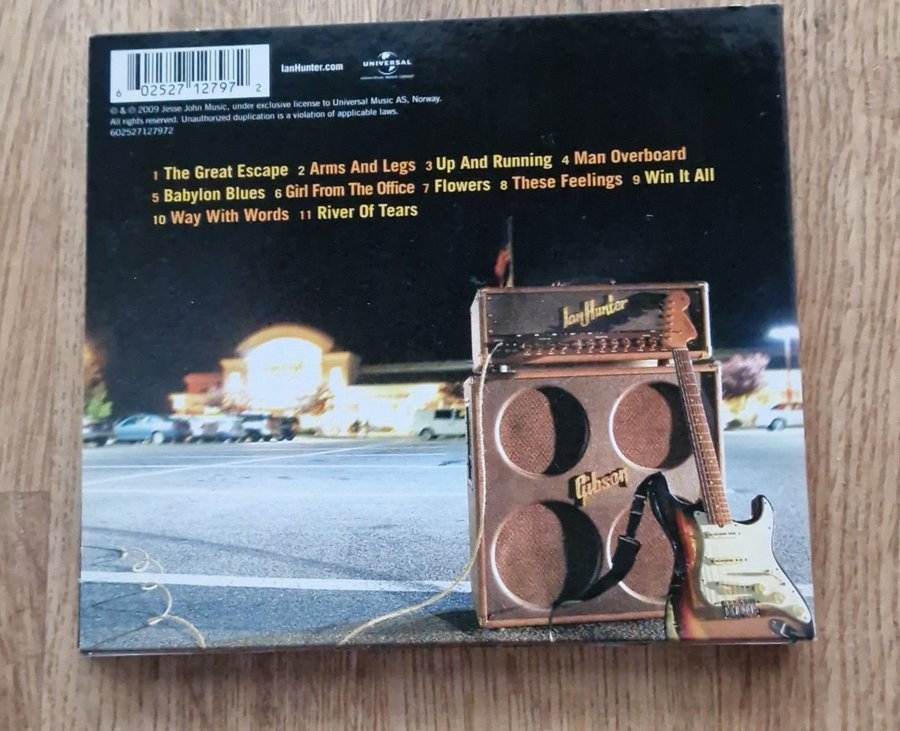 6 02527 12797 2
IanHunter.com
UNIVERSAL
UNIVERSAL MUSIC GROUP
℗ & © 2009 Jesse John Music, under exclusive license to Universal Music AS, Norway.
All rights reserved. Unauthorized duplication is a violation of applicable laws.
602527127972
1 The Great Escape 2 Arms And Legs 3 Up And Running 4 Man Overboard
5 Babylon Blues 6 Girl From The Office 7 Flowers 8 These Feelings 9 Win It All
10 Way With Words 11 River Of Tears
Ian Hunter
Gibson